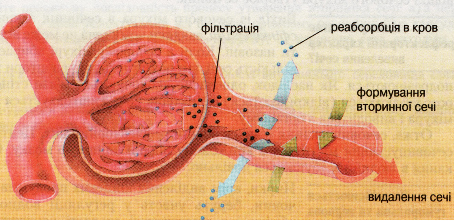 фільтрація
реабсорбція в кров
формування
вторинної сечі
видалення сечі